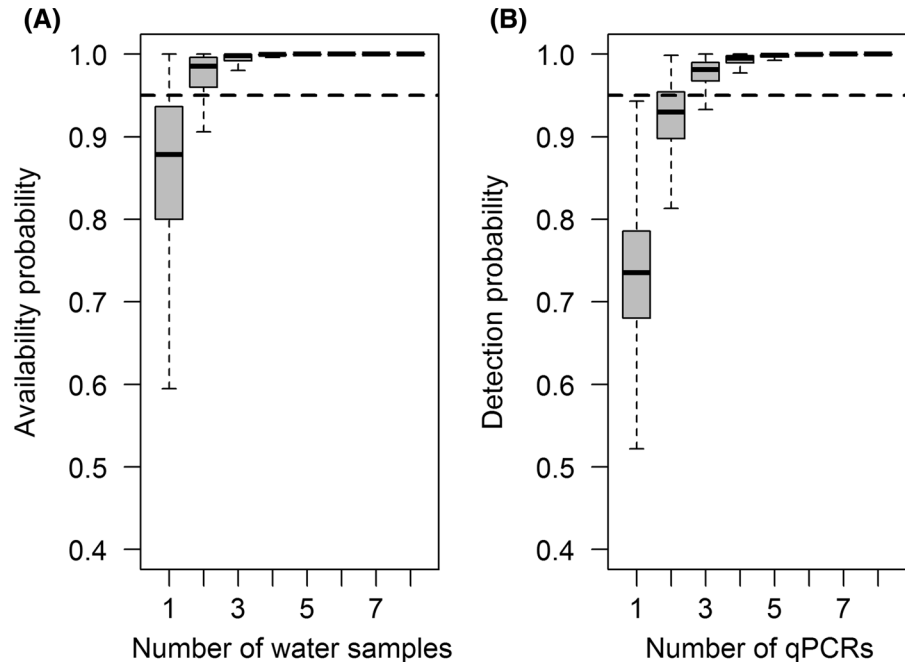 (A)
Availability probability
1.0
0.9
0.8
0.7
0.6
0.5
0.4
1 3 5 7
Number of water samples
(B)
Detection probability
1.0
0.9
0.8
0.7
0.6
0.5
0.4
1 3 5 7
Number of qPCRs